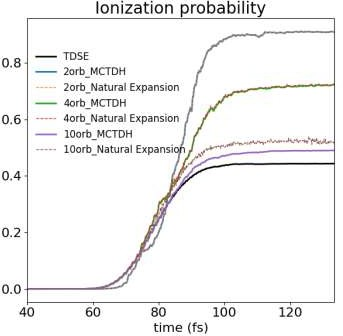 Ionization probability
TDSE
2orb_MCTDH
2orb_Natural Expansion
4orb_MCTDH
4orb_Natural Expansion
10orb_MCTDH
10orb_Natural Expansion
0.8
0.6
0.4
0.2
0.0
40 60 80 100 120
time (fs)